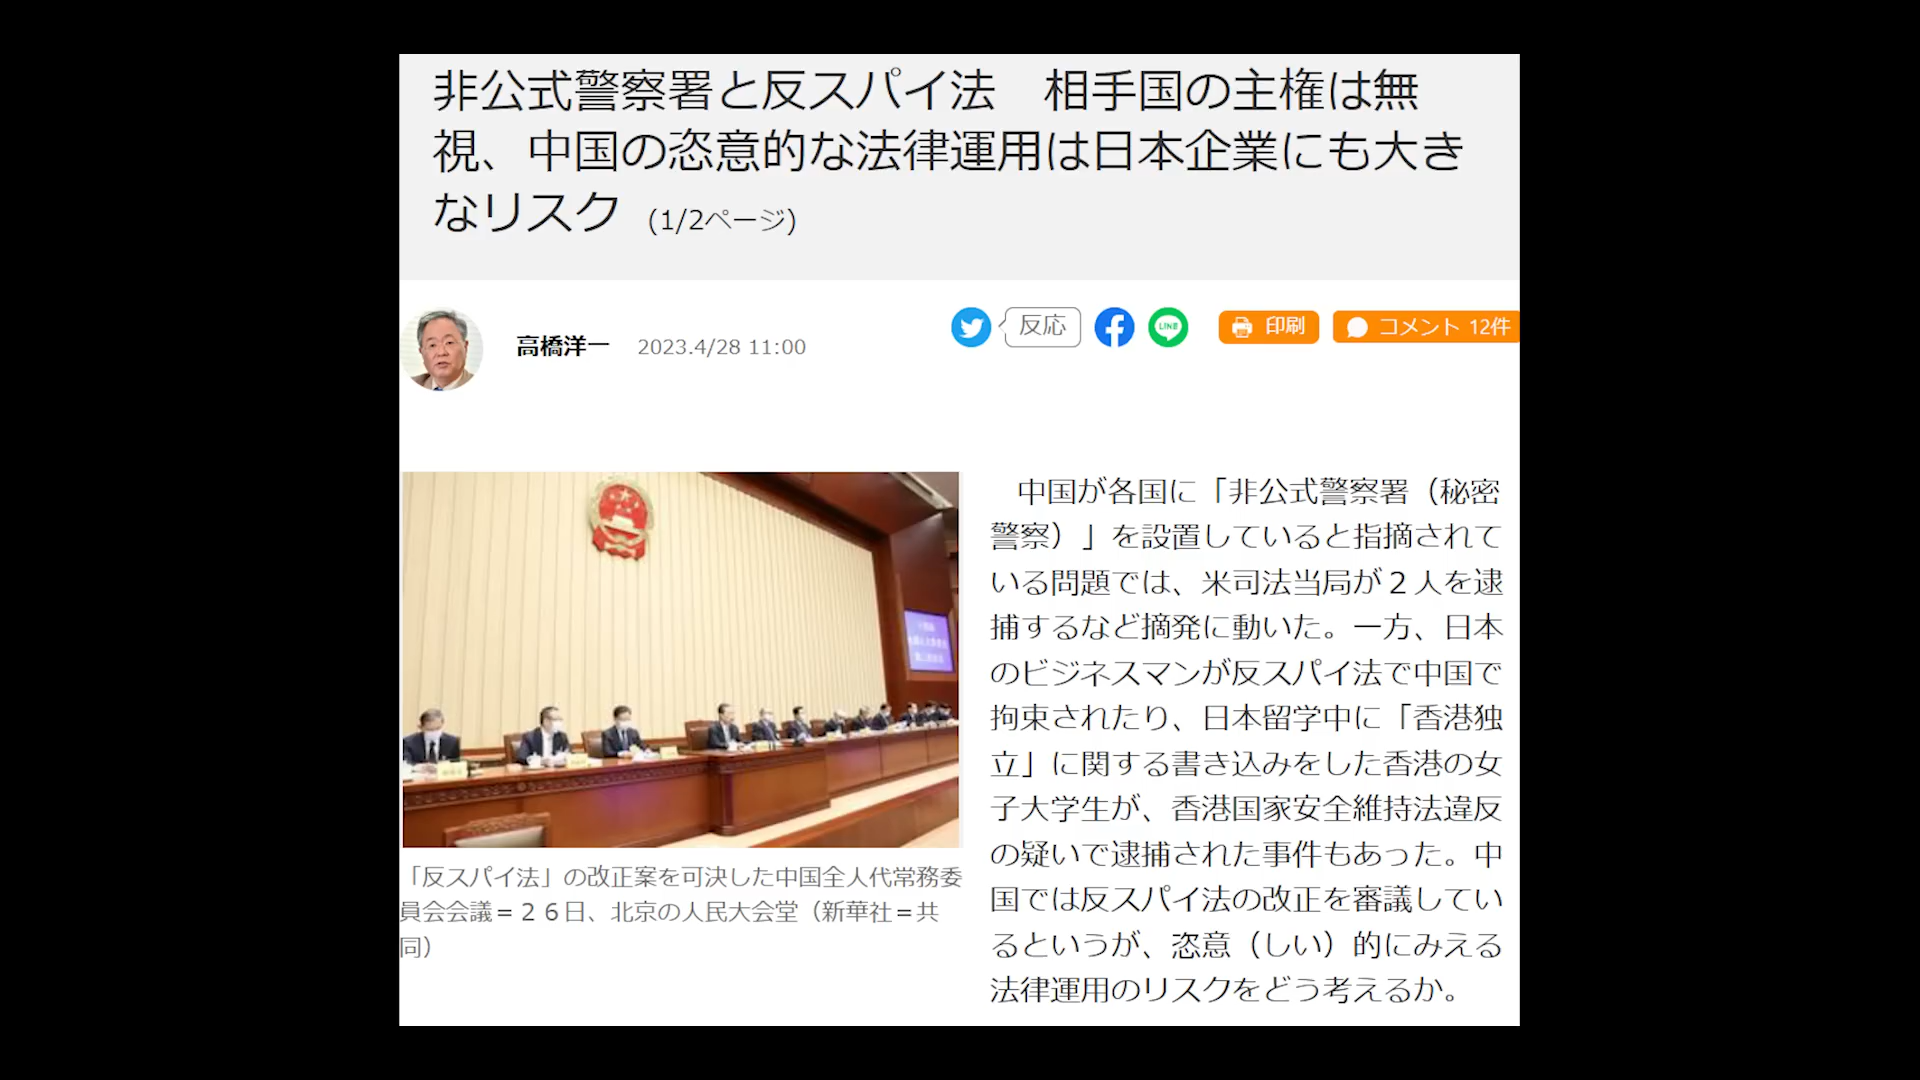 非公式警察署と反スパイ法　相手国の主権は無
視、中国の恣意的な法律運用は日本企業にも大き
なリスク (1/2ページ)
高橋洋一 2023.4/28 11:00
反応
LINE
印刷
コメント 12件
「反スパイ法」の改正案を可決した中国全人代常務委
員会会議＝２６日、北京の人民大会堂（新華社＝共
同）
　中国が各国に「非公式警察署（秘密
警察）」を設置していると指摘されて
いる問題では、米司法当局が２人を逮
捕するなど摘発に動いた。一方、日本
のビジネスマンが反スパイ法で中国で
拘束されたり、日本留学中に「香港独
立」に関する書き込みをした香港の女
子大学生が、香港国家安全維持法違反
の疑いで逮捕された事件もあった。中
国では反スパイ法の改正を審議してい
るというが、恣意（しい）的にみえる
法律運用のリスクをどう考えるか。